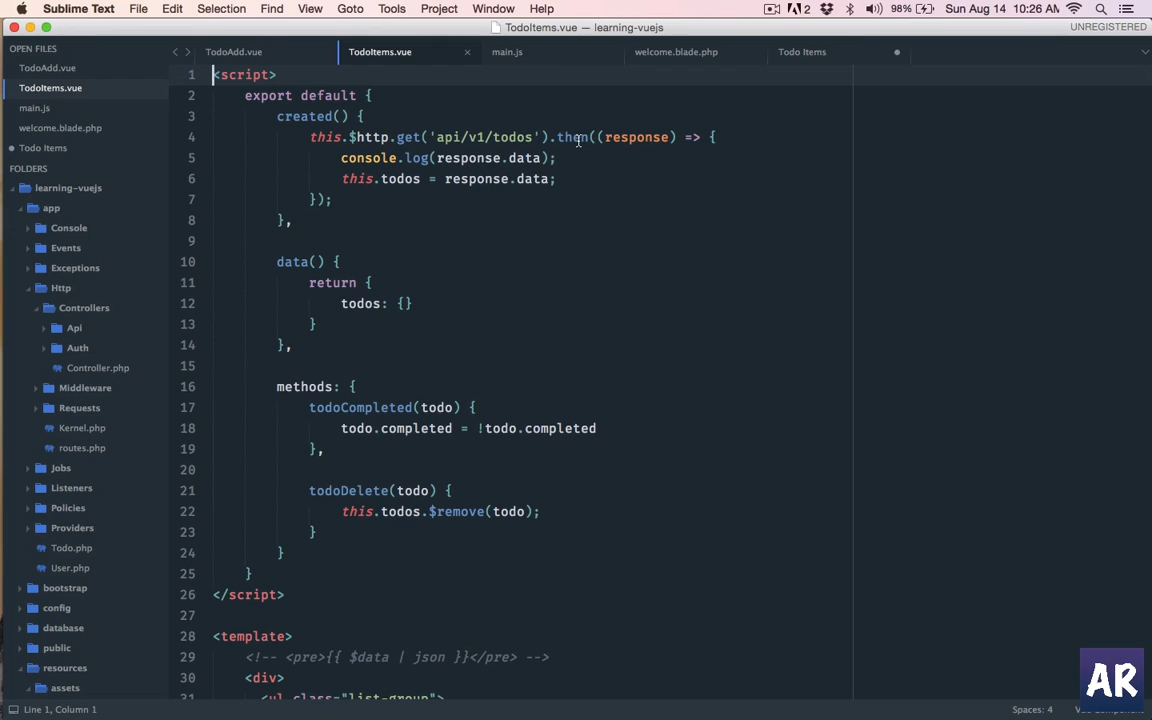 Sublime Text File Edit Selection Find View Goto Tools Project Window Help 2 98% Sun Aug 14 10:26 AM
TodoItems.vue — learning-vuejs UNREGISTERED
OPEN FILES
TodoAdd.vue
TodoItems.vue
main.js
welcome.blade.php
Todo Items
FOLDERS
learning-vuejs
app
Console
Events
Exceptions
Http
Controllers
Api
Auth
Controller.php
Middleware
Requests
Kernel.php
routes.php
Jobs
Listeners
Policies
Providers
Todo.php
User.php
bootstrap
config
database
public
resources
assets
TodoAdd.vue TodoItems.vue × main.js welcome.blade.php Todo Items
1 <script>
2 export default {
3 created() {
4 this.$http.get('api/v1/todos').then((response) => {
5 console.log(response.data);
6 this.todos = response.data;
7 });
8 },
9
10 data() {
11 return {
12 todos: {}
13 }
14 },
15
16 methods: {
17 todoCompleted(todo) {
18 todo.completed = !todo.completed
19 },
20
21 todoDelete(todo) {
22 this.todos.$remove(todo);
23 }
24 }
25 }
26 </script>
27
28 <template>
29 <!-- <pre>{{ $data | json }}</pre> -->
30 <div>
31 <ul class="list-group">
Line 1, Column 1 Spaces: 4
AR